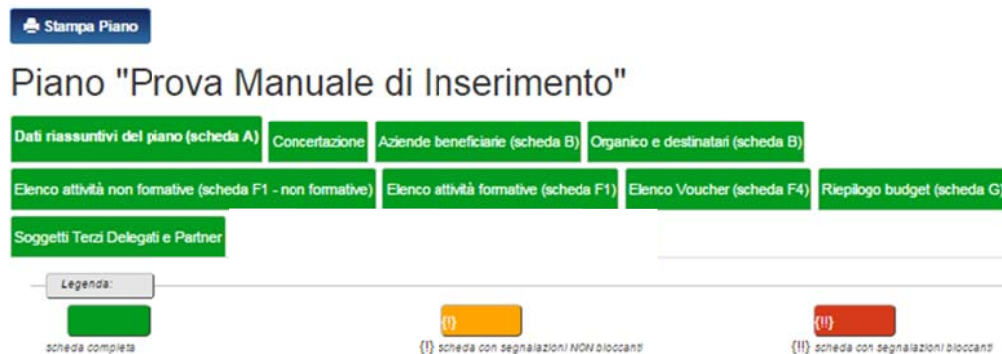 Stampa Piano
Piano "Prova Manuale di Inserimento"
Dati riassuntivi del piano (scheda A) Concertazione Aziende beneficiarie (scheda B) Organico e destinatari (scheda B)
Elenco attività non formative (scheda F1 - non formative) Elenco attività formative (scheda F1) Elenco Voucher (scheda F4) Riepilogo budget (scheda G)
Soggetti Terzi Delegati e Partner
Legenda:
{!} {!!}
scheda completa {!} scheda con segnalazioni NON bloccanti {!!} scheda con segnalazioni bloccanti